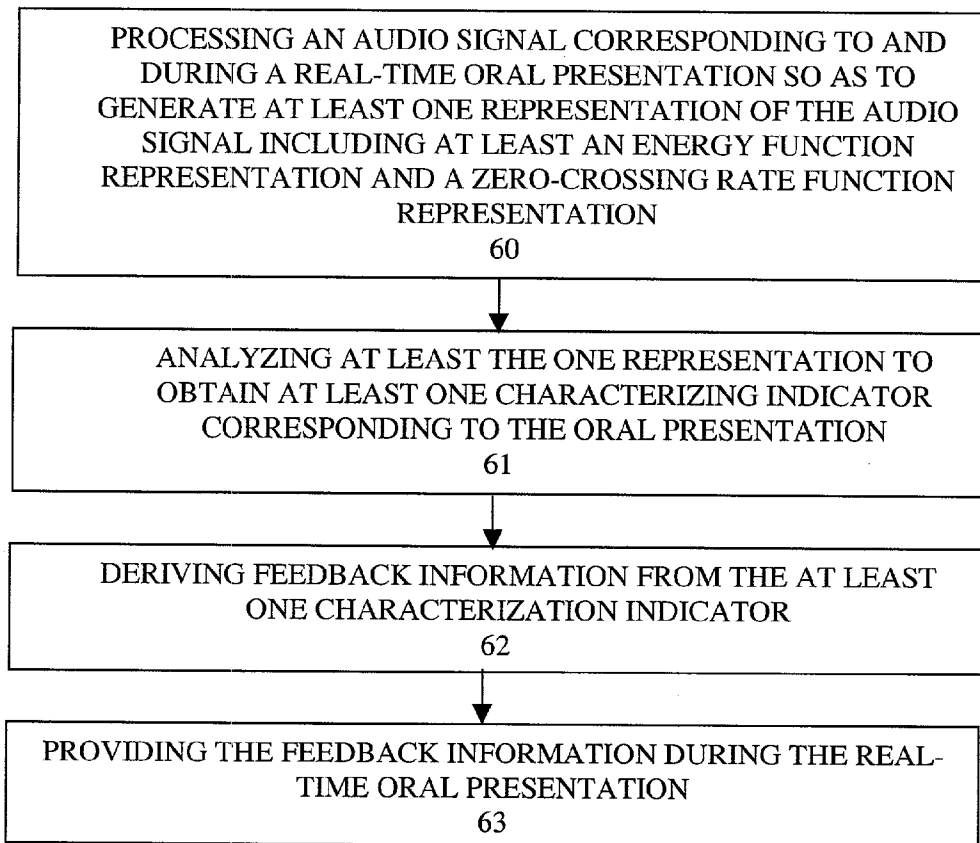 PROCESSING AN AUDIO SIGNAL CORRESPONDING TO AND
DURING A REAL-TIME ORAL PRESENTATION SO AS TO
GENERATE AT LEAST ONE REPRESENTATION OF THE AUDIO
SIGNAL INCLUDING AT LEAST AN ENERGY FUNCTION
REPRESENTATION AND A ZERO-CROSSING RATE FUNCTION
REPRESENTATION
60
ANALYZING AT LEAST THE ONE REPRESENTATION TO
OBTAIN AT LEAST ONE CHARACTERIZING INDICATOR
CORRESPONDING TO THE ORAL PRESENTATION
61
DERIVING FEEDBACK INFORMATION FROM THE AT LEAST
ONE CHARACTERIZATION INDICATOR
62
PROVIDING THE FEEDBACK INFORMATION DURING THE REAL-
TIME ORAL PRESENTATION
63